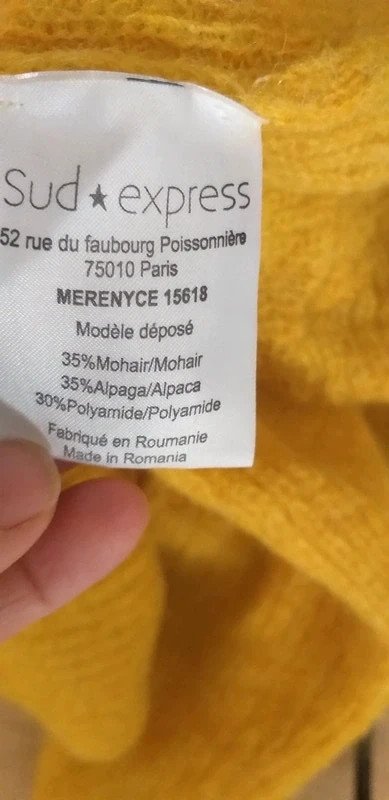 Sud★express
52 rue du faubourg Poissonnière
75010 Paris
MERENYCE 15618
Modèle déposé
35%Mohair/Mohair
35%Alpaga/Alpaca
30%Polyamide/Polyamide
Fabriqué en Roumanie
Made in Romania